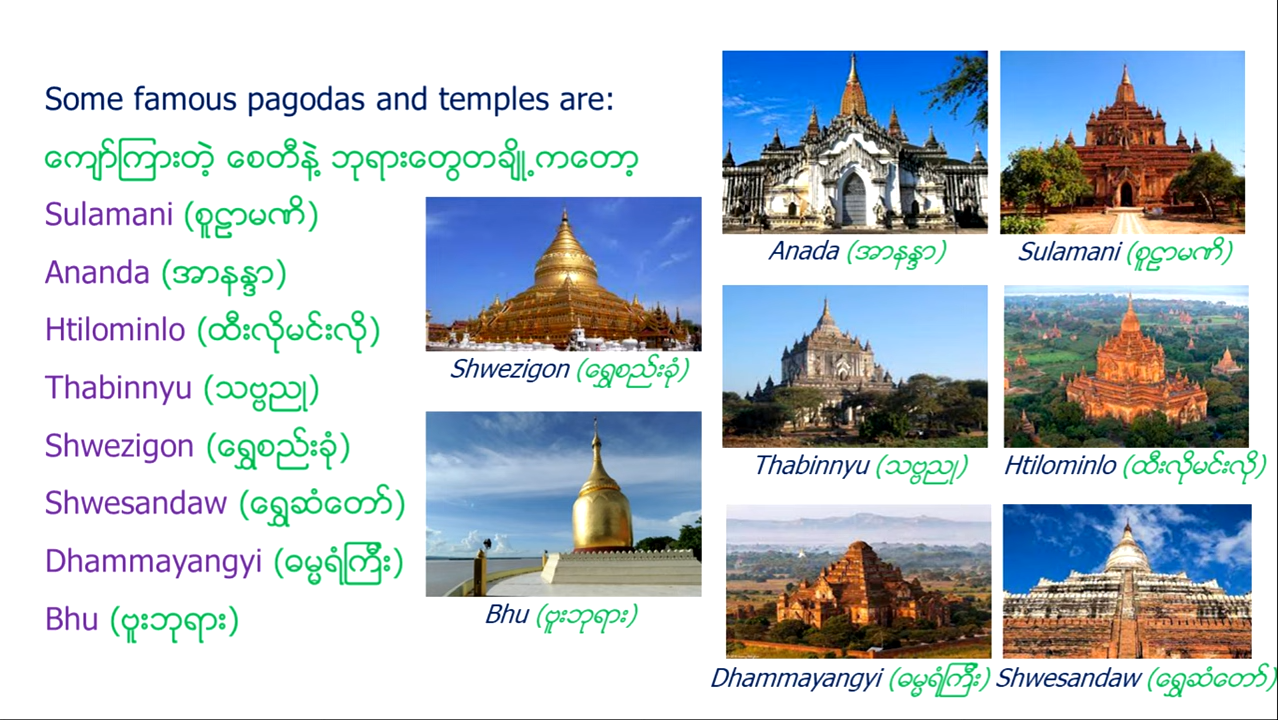 Some famous pagodas and temples are:
ကျော်ကြားတဲ့ စေတီနဲ့ ဘုရားတွေတချို့ကတော့
Sulamani (စူဠာမဏိ)
Ananda (အာနန္ဒာ)
Htilominlo (ထီးလိုမင်းလို)
Thabinnyu (သဗ္ဗညု)
Shwezigon (ရွှေစည်းခုံ)
Shwesandaw (ရွှေဆံတော်)
Dhammayangyi (ဓမ္မရံကြီး)
Bhu (ဗူးဘုရား)
Shwezigon (ရွှေစည်းခုံ)
Bhu (ဗူးဘုရား)
Anada (အာနန္ဒာ)
Sulamani (စူဠာမဏိ)
Thabinnyu (သဗ္ဗညု)
Htilominlo (ထီးလိုမင်းလို)
Dhammayangyi (ဓမ္မရံကြီး)
Shwesandaw (ရွှေဆံတော်)